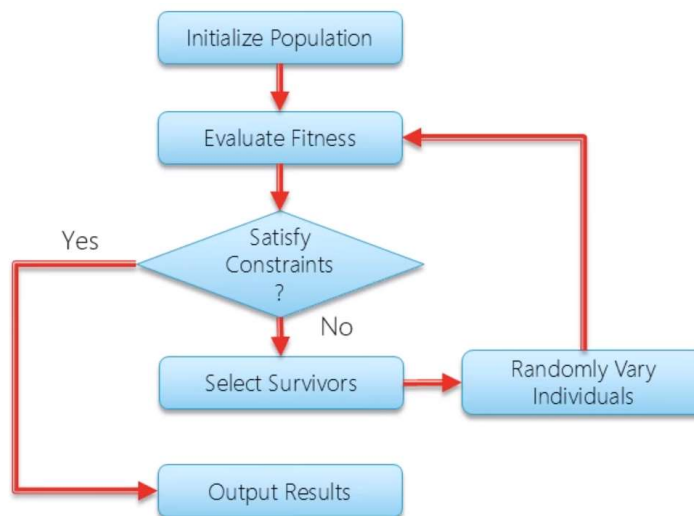 Initialize Population
Evaluate Fitness
Yes
Satisfy
Constraints
?
No
Select Survivors
Randomly Vary
Individuals
Output Results